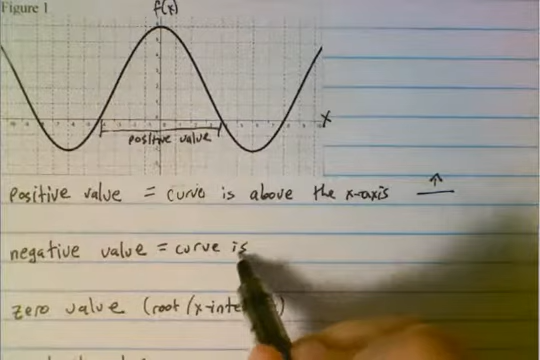 Figure 1
f(x)
x
positive value
positive value = curve is above the x-axis
negative value = curve is
zero value (root/x-inte